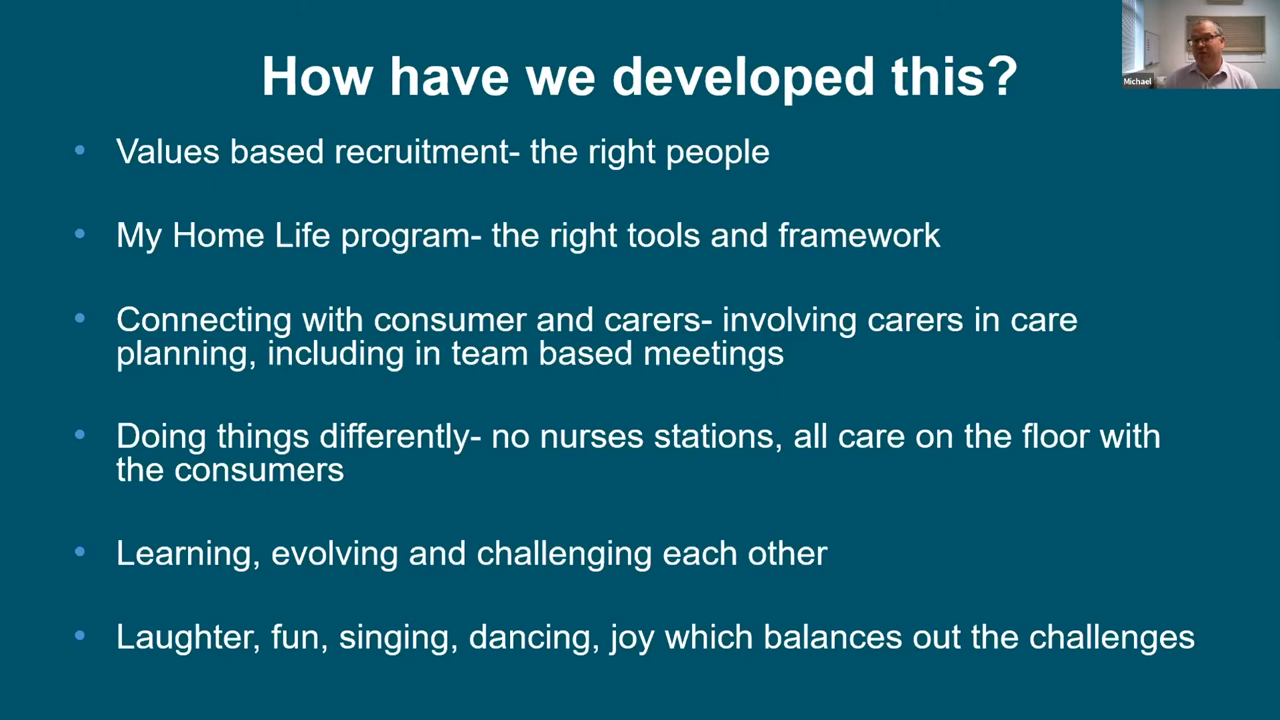 How have we developed this?
Michael
• Values based recruitment- the right people
• My Home Life program- the right tools and framework
• Connecting with consumer and carers- involving carers in care
planning, including in team based meetings
• Doing things differently- no nurses stations, all care on the floor with
the consumers
• Learning, evolving and challenging each other
• Laughter, fun, singing, dancing, joy which balances out the challenges